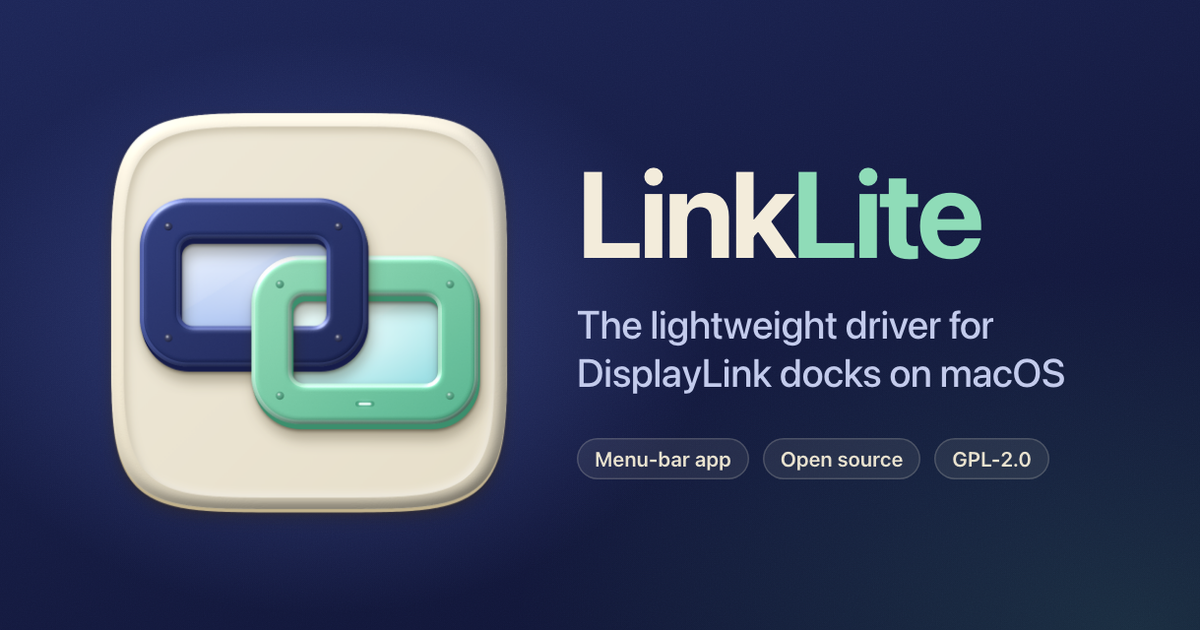 LinkLite
The lightweight driver for
DisplayLink docks on macOS
Menu-bar app
Open source
GPL-2.0